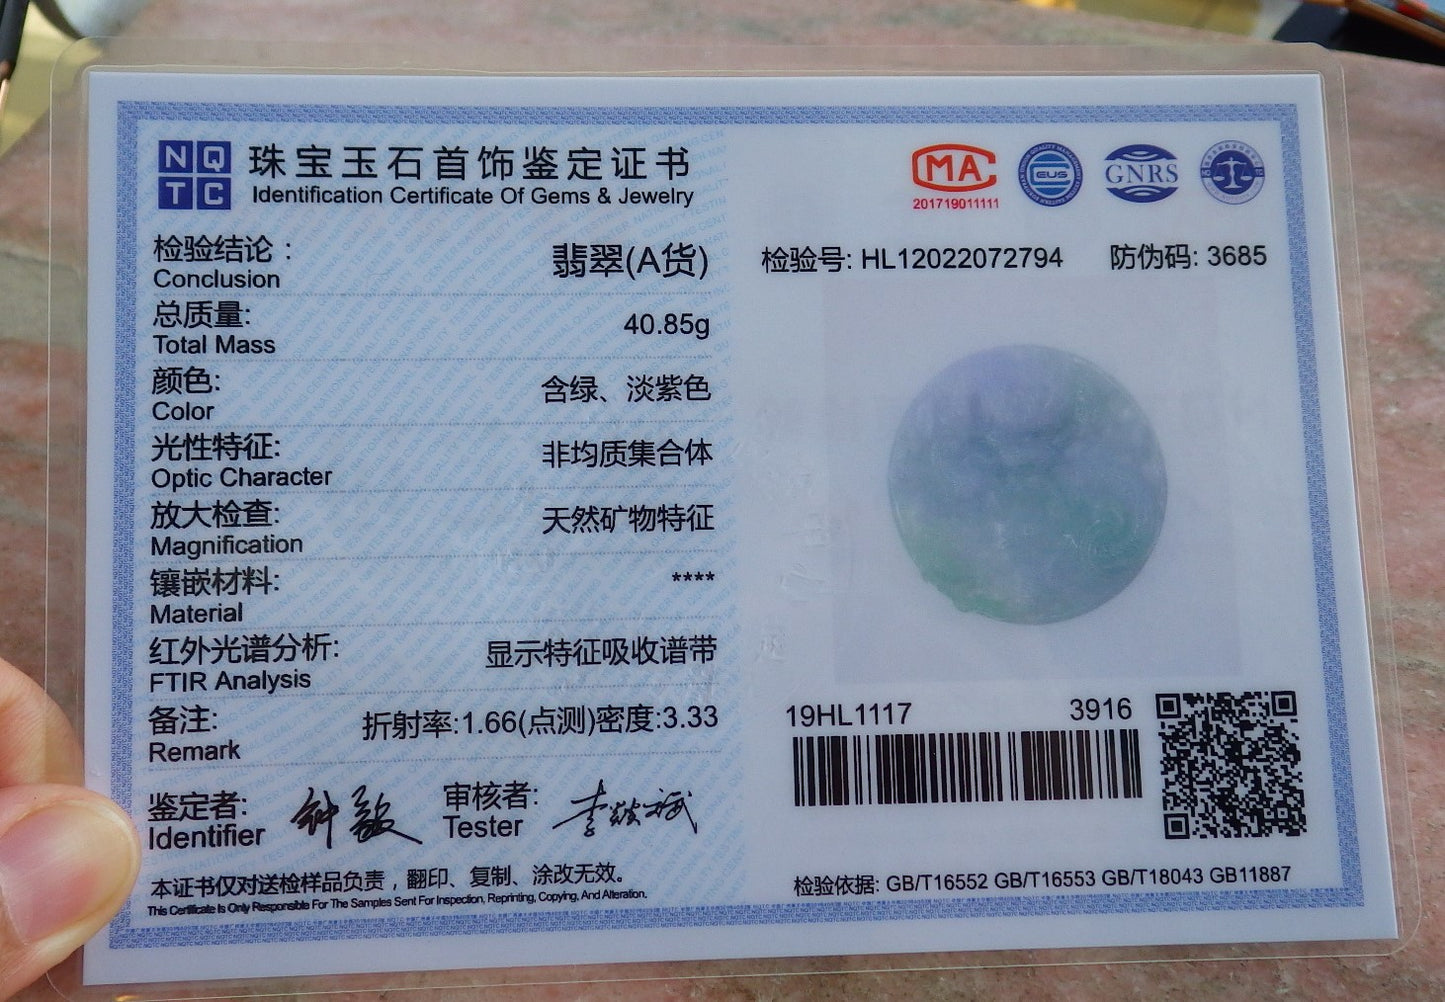 NQTC
珠宝玉石首饰鉴定证书
Identification Certificate Of Gems & Jewelry
MA
201719011111
EUS
GNRS
检验结论：
Conclusion
翡翠(A货)
总质量:
Total Mass
40.85g
颜色:
Color
含绿、淡紫色
光性特征:
Optic Character
非均质集合体
放大检查:
Magnification
天然矿物特征
镶嵌材料:
Material
****
红外光谱分析:
FTIR Analysis
显示特征吸收谱带
备注:
Remark
折射率:1.66(点测)密度:3.33
鉴定者:
Identifier
审核者:
Tester
本证书仅对送检样品负责，翻印、复制、涂改无效。
This Certificate Is Only Responsible For The Samples Sent For Inspection, Reprinting, Copying, And Alteration.
检验号: HL12022072794 防伪码: 3685
19HL1117 3916
检验依据: GB/T16552 GB/T16553 GB/T18043 GB11887